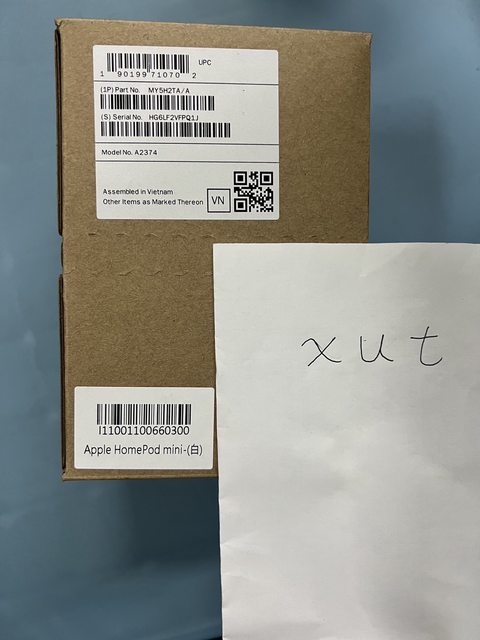 UPC
1 90199 71070 2
(1P) Part No. MY5H2TA/A
(S) Serial No. HG6LF2VFPQ1J
Model No. A2374
Assembled in Vietnam
Other Items as Marked Thereon VN
xut
I11001100660300
Apple HomePod mini-(白)